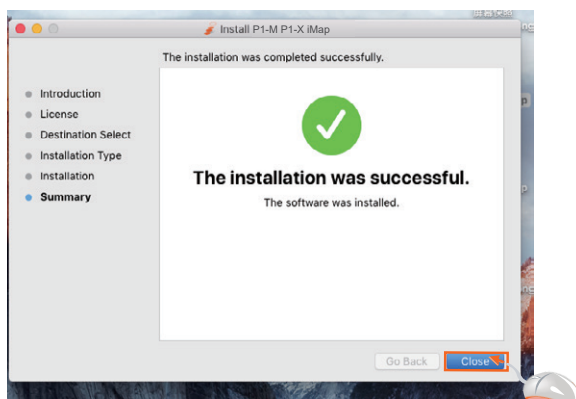 Install P1-M P1-X iMap
The installation was completed successfully.
Introduction
License
Destination Select
Installation Type
Installation
Summary
The installation was successful.
The software was installed.
Go Back
Close